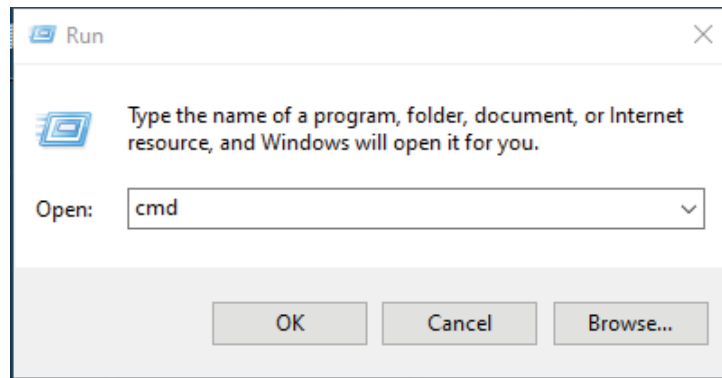 Run
Type the name of a program, folder, document, or Internet
resource, and Windows will open it for you.
Open: cmd
OK Cancel Browse...